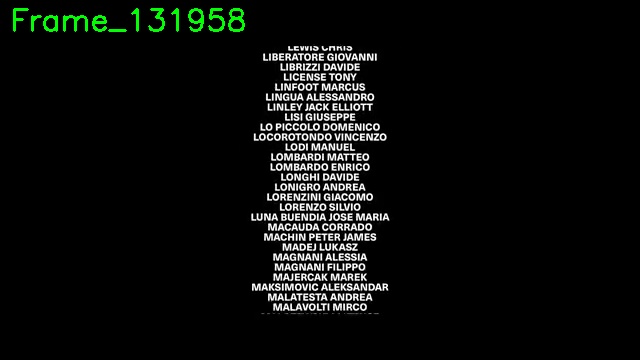 Frame_131958
LEWIS CHRIS
LIBERATORE GIOVANNI
LIBRIZZI DAVIDE
LICENSE TONY
LINFOOT MARCUS
LINGUA ALESSANDRO
LINLEY JACK ELLIOTT
LISI GIUSEPPE
LO PICCOLO DOMENICO
LOCOROTONDO VINCENZO
LODI MANUEL
LOMBARDI MATTEO
LOMBARDO ENRICO
LONGHI DAVIDE
LONIGRO ANDREA
LORENZINI GIACOMO
LORENZO SILVIO
LUNA BUENDIA JOSE MARIA
MACAUDA CORRADO
MACHIN PETER JAMES
MADEJ LUKASZ
MAGNANI ALESSIA
MAGNANI FILIPPO
MAJERCAK MAREK
MAKSIMOVIC ALEKSANDAR
MALATESTA ANDREA
MALAVOLTI MIRCO